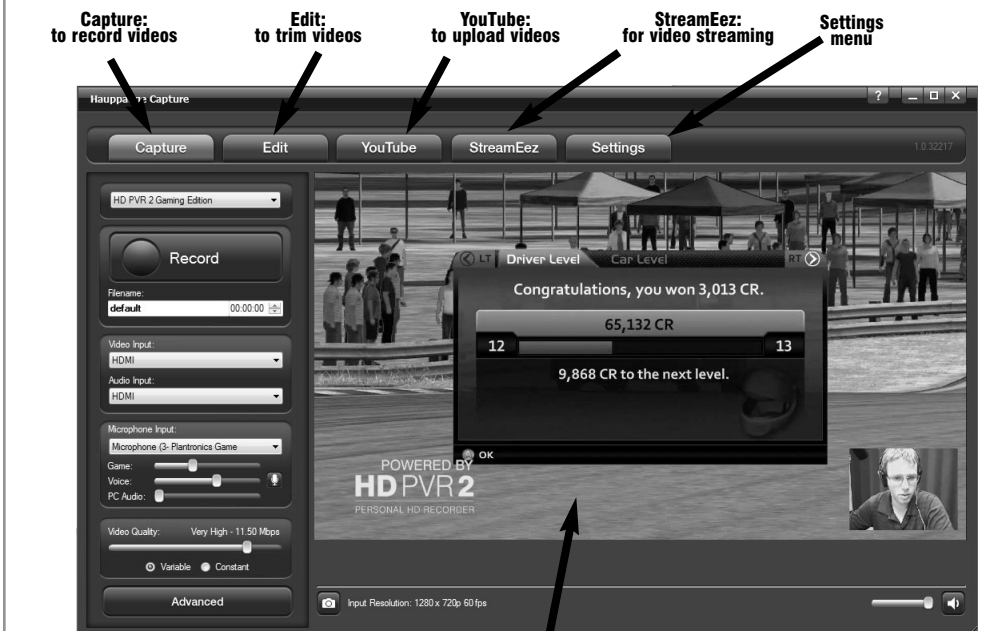 Capture:
to record videos
Edit:
to trim videos
YouTube:
to upload videos
StreamEez:
for video streaming
Settings
menu
Capture
? _ X
Capture
Edit
YouTube
StreamEez
Settings
1.0.32217
HD PVR 2 Gaming Edition
Record
Filename:
default 00:00:00
Video Input:
HDMI
Audio Input:
HDMI
Microphone Input:
Microphone (3- Plantronics Game
Game:
Voice:
PC Audio:
Video Quality: Very High - 11.50 Mbps
Variable Constant
Advanced
LT Driver Level Car Level RT
Congratulations, you won 3,013 CR.
65,132 CR
12 13
9,868 CR to the next level.
OK
POWERED BY
HD PVR 2
PERSONAL HD RECORDER
Input Resolution: 1280 x 720p 60 fps